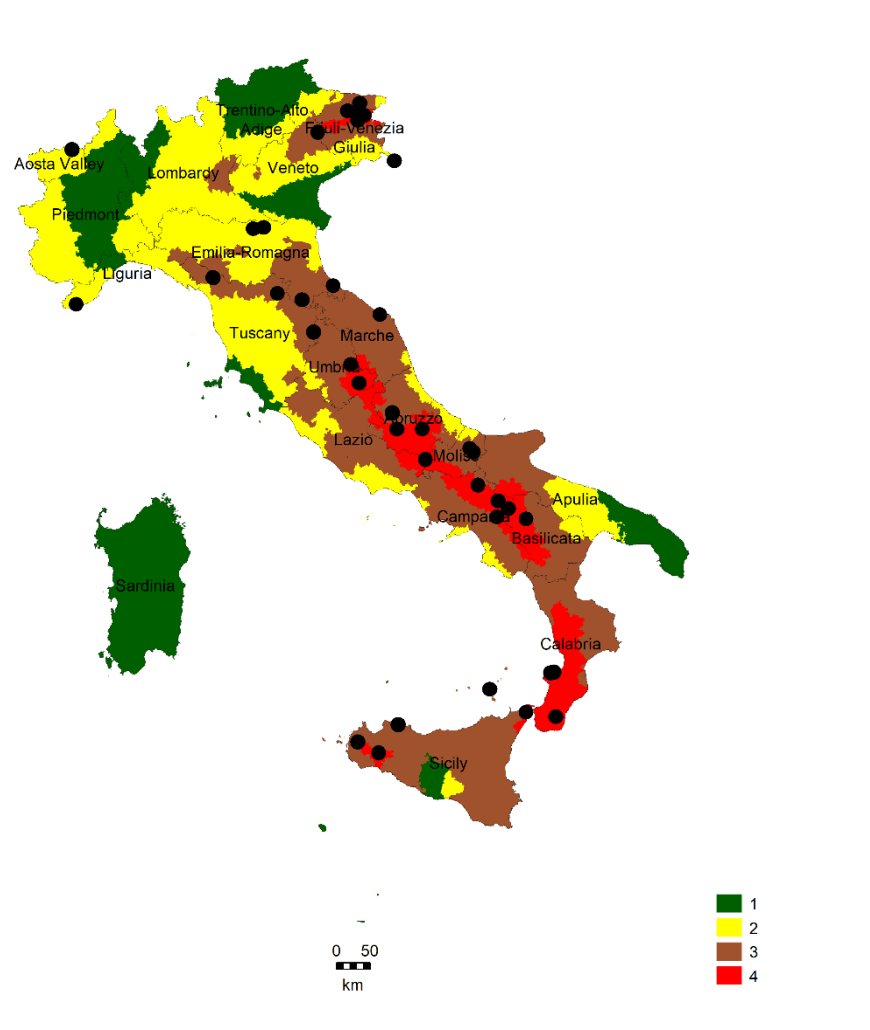 Trentino-Alto
Adige
Friuli-Venezia
Giulia
Aosta Valley
Lombardy
Veneto
Piedmont
Emilia-Romagna
Liguria
Tuscany
Marche
Umbria
Abruzzo
Lazio
Molise
Apulia
Campania
Basilicata
Sardinia
Calabria
Sicily
1
2
3
4
0 50
km